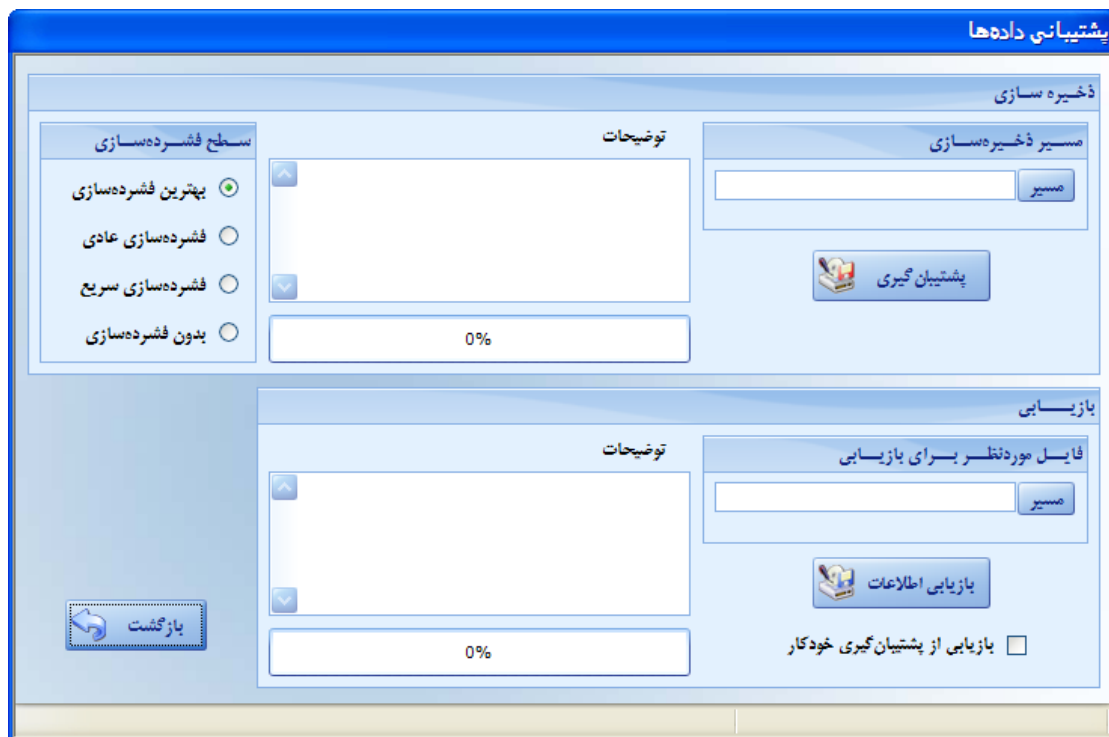 پشتیبانی داده‌ها
ذخیره سازی
مسیر ذخیره‌سازی
مسیر
پشتیبان گیری
توضیحات
0%
سطح فشرده‌سازی
بهترین فشرده‌سازی
فشرده‌سازی عادی
فشرده‌سازی سریع
بدون فشرده‌سازی
بازیابی
فایل موردنظر برای بازیابی
مسیر
بازیابی اطلاعات
بازیابی از پشتیبان‌گیری خودکار
توضیحات
0%
بازگشت